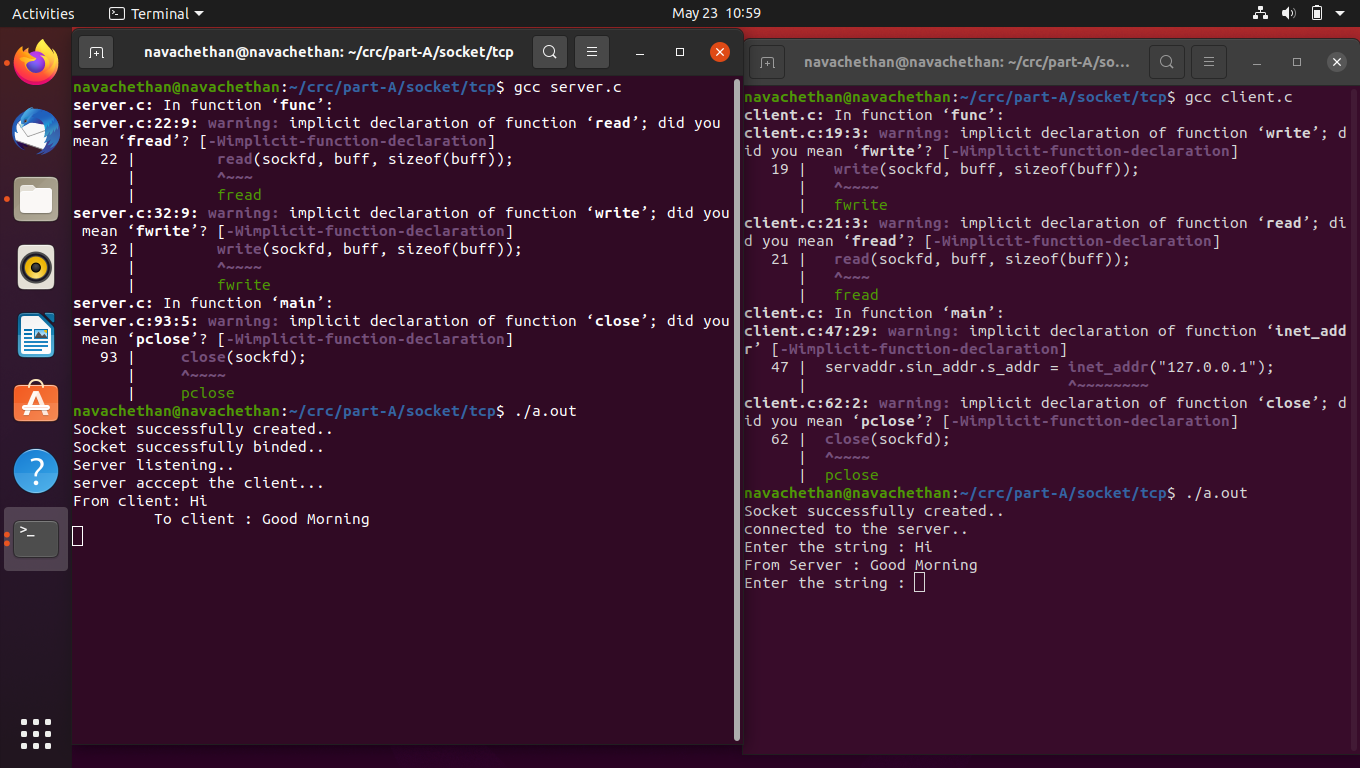 Activities
Terminal
May 23 10:59
navachethan@navachethan: ~/crc/part-A/socket/tcp
navachethan@navachethan:~/crc/part-A/socket/tcp$ gcc server.c
server.c: In function ‘func’:
server.c:22:9: warning: implicit declaration of function ‘read’; did you
mean ‘fread’? [-Wimplicit-function-declaration]
   22 |         read(sockfd, buff, sizeof(buff));
      |         ^~~~
      |         fread
server.c:32:9: warning: implicit declaration of function ‘write’; did you
 mean ‘fwrite’? [-Wimplicit-function-declaration]
   32 |         write(sockfd, buff, sizeof(buff));
      |         ^~~~~
      |         fwrite
server.c: In function ‘main’:
server.c:93:5: warning: implicit declaration of function ‘close’; did you
 mean ‘pclose’? [-Wimplicit-function-declaration]
   93 |     close(sockfd);
      |     ^~~~~
      |     pclose
navachethan@navachethan:~/crc/part-A/socket/tcp$ ./a.out
Socket successfully created..
Socket successfully binded..
Server listening..
server acccept the client...
From client: Hi
         To client : Good Morning
navachethan@navachethan: ~/crc/part-A/so...
navachethan@navachethan:~/crc/part-A/socket/tcp$ gcc client.c
client.c: In function ‘func’:
client.c:19:3: warning: implicit declaration of function ‘write’; d
id you mean ‘fwrite’? [-Wimplicit-function-declaration]
   19 |   write(sockfd, buff, sizeof(buff));
      |   ^~~~~
      |   fwrite
client.c:21:3: warning: implicit declaration of function ‘read’; di
d you mean ‘fread’? [-Wimplicit-function-declaration]
   21 |   read(sockfd, buff, sizeof(buff));
      |   ^~~~
      |   fread
client.c: In function ‘main’:
client.c:47:29: warning: implicit declaration of function ‘inet_add
r’ [-Wimplicit-function-declaration]
   47 |  servaddr.sin_addr.s_addr = inet_addr("127.0.0.1");
      |                             ^~~~~~~~~
client.c:62:2: warning: implicit declaration of function ‘close’; d
id you mean ‘pclose’? [-Wimplicit-function-declaration]
   62 |  close(sockfd);
      |  ^~~~~
      |  pclose
navachethan@navachethan:~/crc/part-A/socket/tcp$ ./a.out
Socket successfully created..
connected to the server..
Enter the string : Hi
From Server : Good Morning
Enter the string :